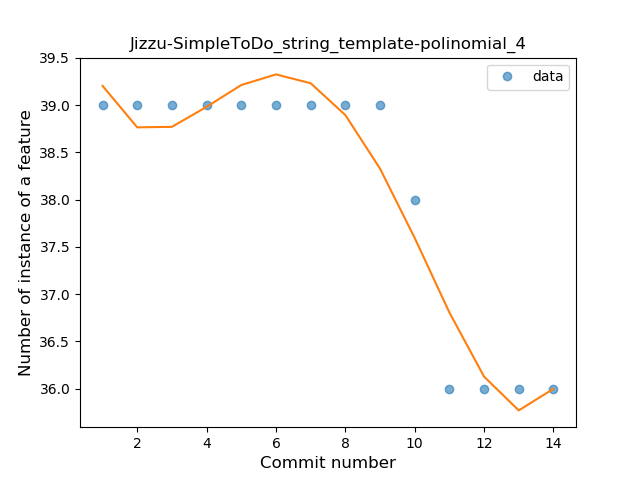 Jizzu-SimpleToDo_string_template-polinomial_4
data
Number of instance of a feature
39.5
39.0
38.5
38.0
37.5
37.0
36.5
36.0
2 4 6 8 10 12 14
Commit number